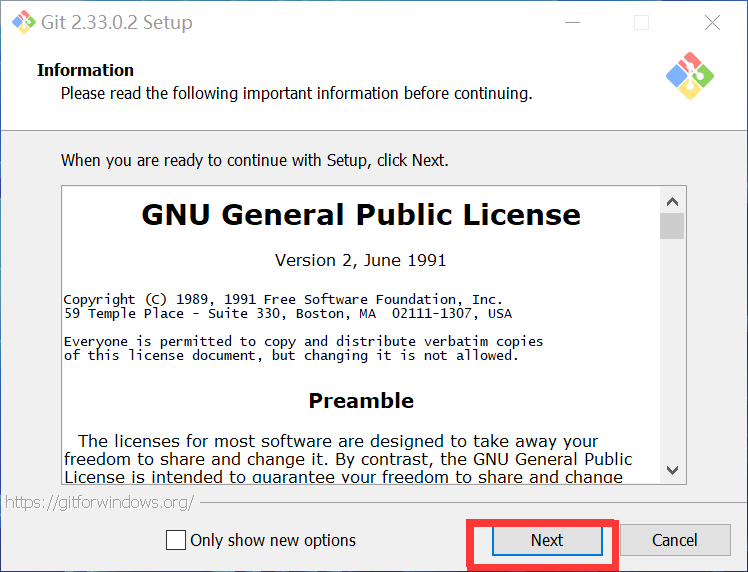 Git 2.33.0.2 Setup
Information
Please read the following important information before continuing.
When you are ready to continue with Setup, click Next.
GNU General Public License
Version 2, June 1991
Copyright (C) 1989, 1991 Free Software Foundation, Inc.
59 Temple Place - Suite 330, Boston, MA  02111-1307, USA
Everyone is permitted to copy and distribute verbatim copies
of this license document, but changing it is not allowed.
Preamble
The licenses for most software are designed to take away your
freedom to share and change it. By contrast, the GNU General Public
License is intended to guarantee your freedom to share and change
https://gitforwindows.org/
Only show new options
Next
Cancel